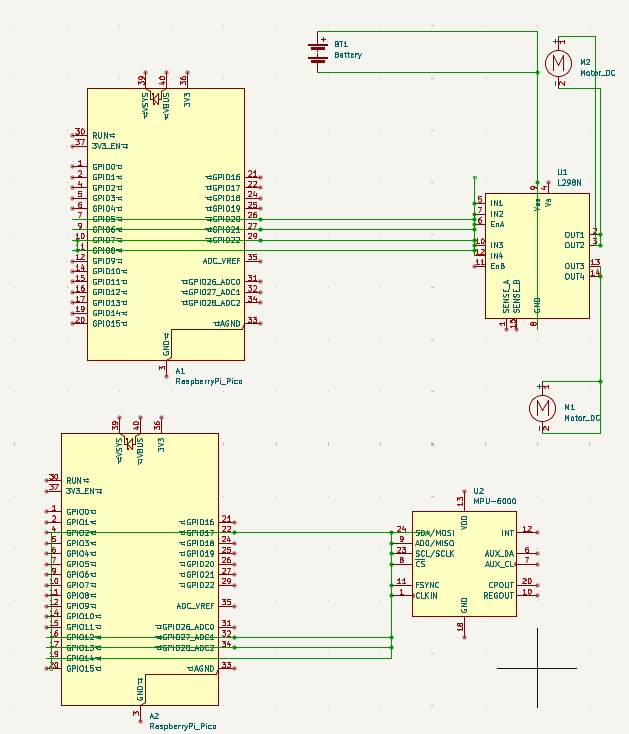 BT1
Battery
+
M
M2
Motor_DC
+
1
2
39
40
36
VSYS
VBUS
3V3
30 RUN
37 3V3_EN
1 GPIO0
2 GPIO1
4 GPIO2
5 GPIO3
6 GPIO4
7 GPIO5
9 GPIO6
10 GPIO7
11 GPIO8
12 GPIO9
14 GPIO10
15 GPIO11
16 GPIO12
17 GPIO13
19 GPIO14
20 GPIO15
GPIO16 21
GPIO17 22
GPIO18 24
GPIO19 25
GPIO20 26
GPIO21 27
GPIO22 29
ADC_VREF 35
GPIO26_ADC0 31
GPIO27_ADC1 32
GPIO28_ADC2 34
AGND 33
GND
3
A1
RaspberryPi_Pico
U1
L298N
9
4
Vss
Vs
5 IN1
7 IN2
6 EnA
10 IN3
12 IN4
11 EnB
OUT1 2
OUT2 3
OUT3 13
OUT4 14
SENSE_A
SENSE_B
GND
1
15
8
M
M1
Motor_DC
+
1
2
39
40
36
VSYS
VBUS
3V3
30 RUN
37 3V3_EN
1 GPIO0
2 GPIO1
4 GPIO2
5 GPIO3
6 GPIO4
7 GPIO5
9 GPIO6
10 GPIO7
11 GPIO8
12 GPIO9
14 GPIO10
15 GPIO11
16 GPIO12
17 GPIO13
19 GPIO14
20 GPIO15
GPIO16 21
GPIO17 22
GPIO18 24
GPIO19 25
GPIO20 26
GPIO21 27
GPIO22 29
ADC_VREF 35
GPIO26_ADC0 31
GPIO27_ADC1 32
GPIO28_ADC2 34
AGND 33
GND
3
A2
RaspberryPi_Pico
U2
MPU-6000
13
VDD
24 SDA/MOSI
9 AD0/MISO
23 SCL/SCLK
8 CS
11 FSYNC
1 CLKIN
INT 12
AUX_DA 6
AUX_CL 7
CPOUT 20
REGOUT 10
GND
18